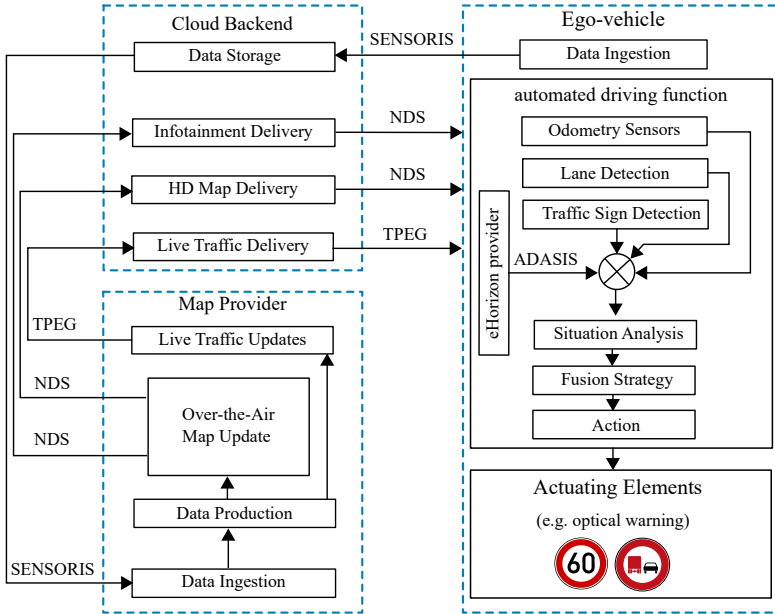 Cloud Backend
Data Storage
Infotainment Delivery
HD Map Delivery
Live Traffic Delivery
Map Provider
Live Traffic Updates
Over-the-Air
Map Update
Data Production
Data Ingestion
TPEG
NDS
NDS
SENSORIS
SENSORIS
NDS
NDS
TPEG
Ego-vehicle
Data Ingestion
automated driving function
Odometry Sensors
Lane Detection
Traffic Sign Detection
eHorizon provider
ADASIS
Situation Analysis
Fusion Strategy
Action
Actuating Elements
(e.g. optical warning)
60